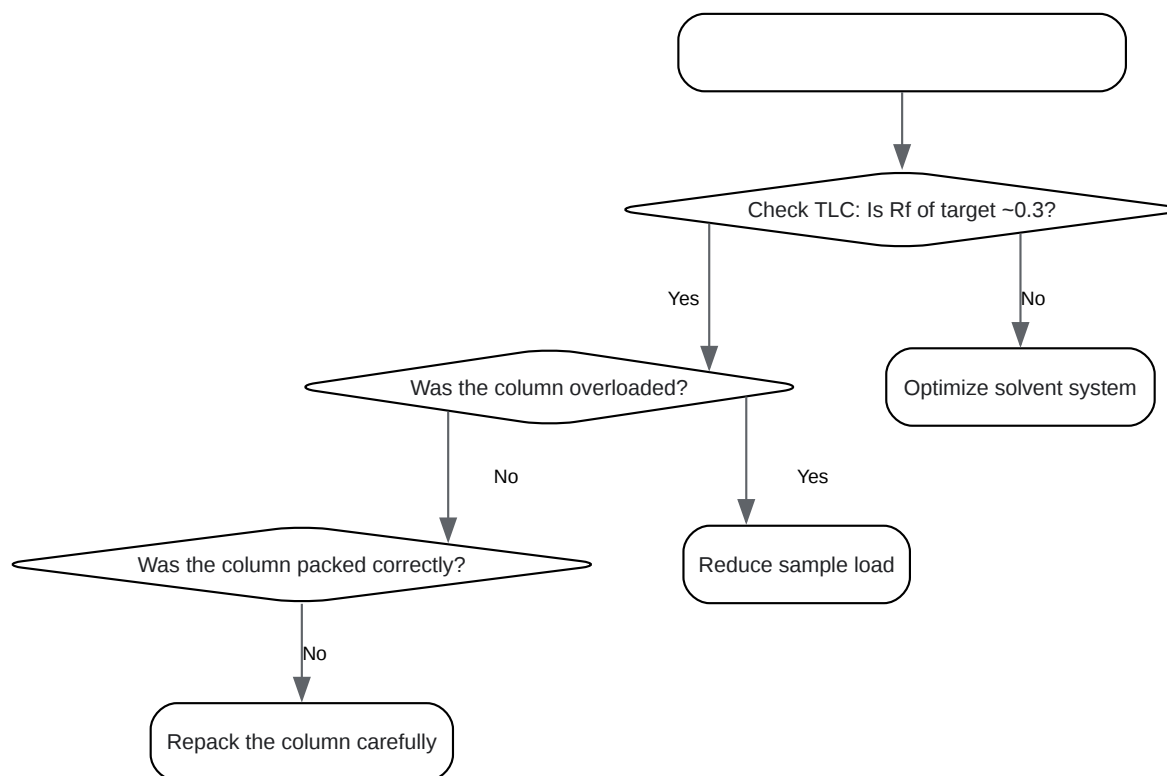 Check TLC: Is Rf of target ~0.3?
Yes
No
Was the column overloaded?
Optimize solvent system
No
Yes
Was the column packed correctly?
Reduce sample load
No
Repack the column carefully